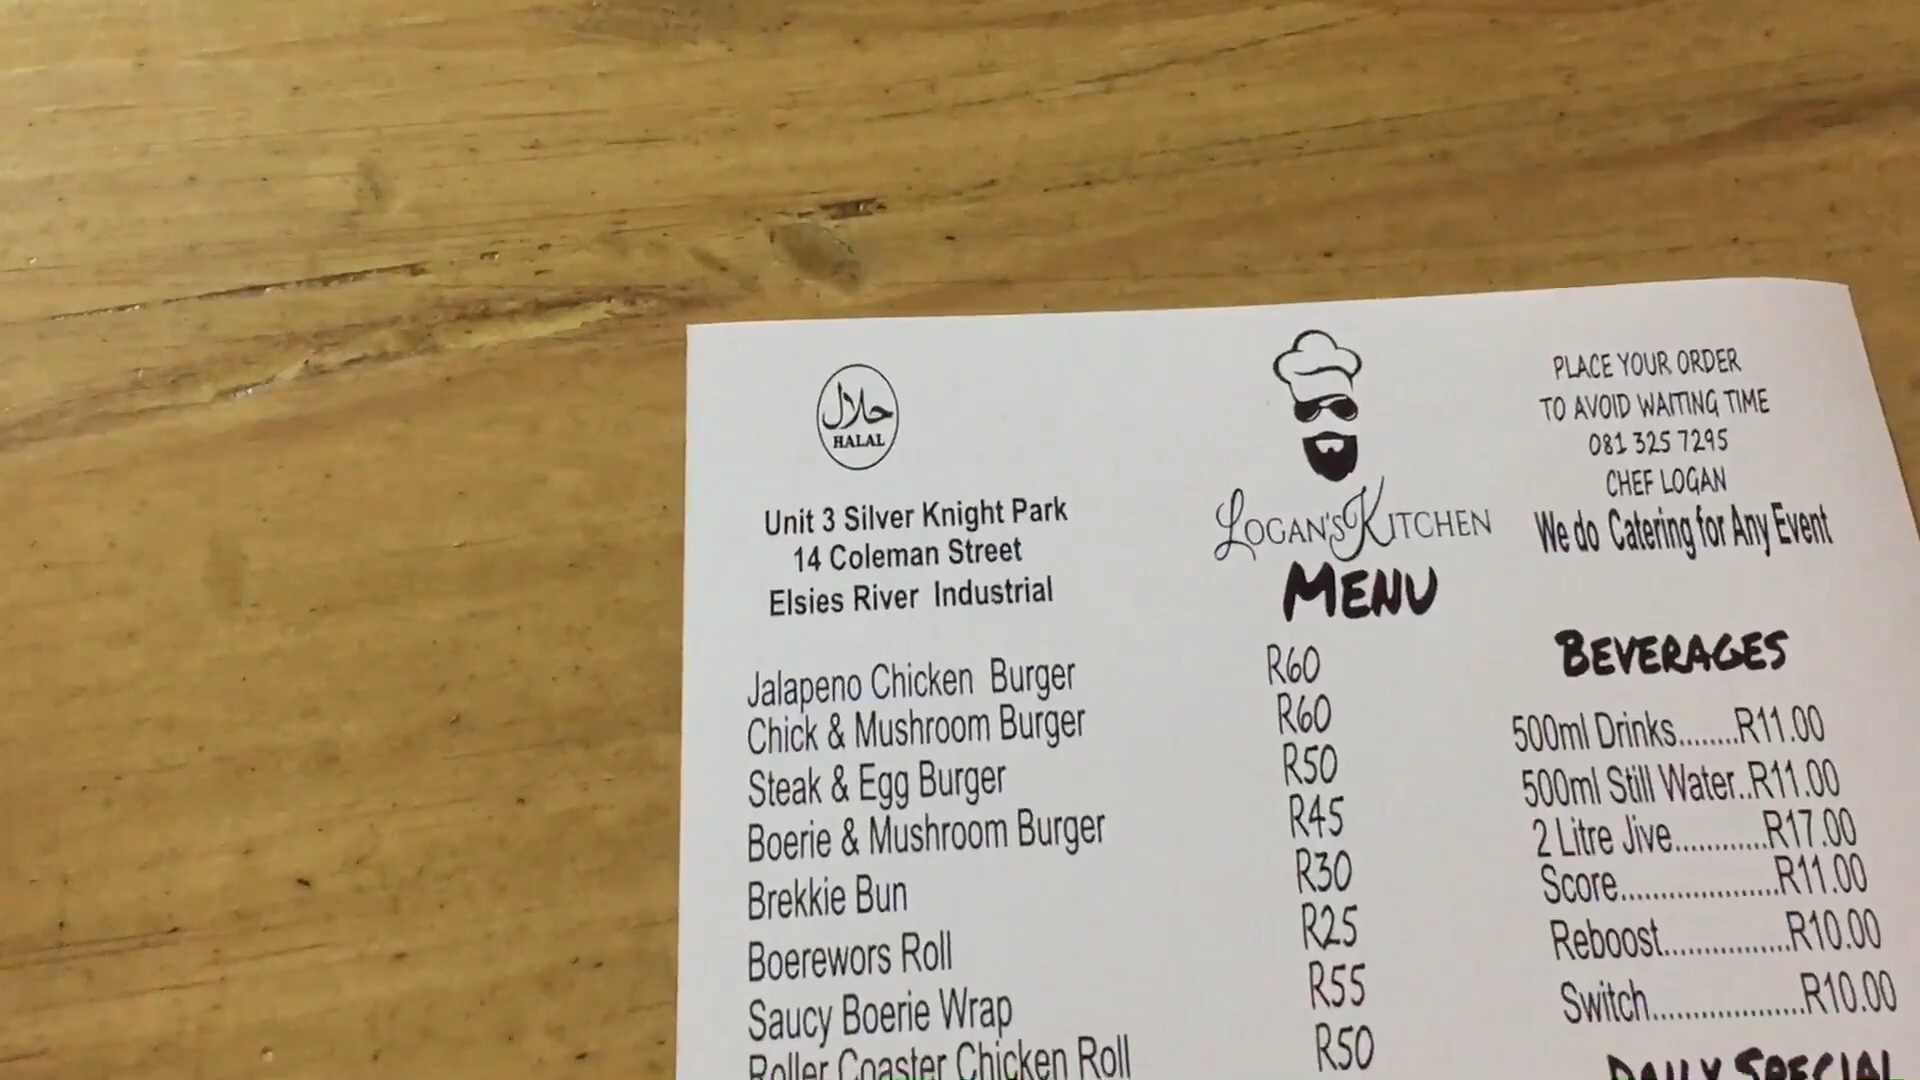 حلال
HALAL
Unit 3 Silver Knight Park
14 Coleman Street
Elsies River Industrial
LOGAN'S KITCHEN
MENU
PLACE YOUR ORDER
TO AVOID WAITING TIME
081 325 7295
CHEF LOGAN
We do Catering for Any Event
Jalapeno Chicken Burger R60
Chick & Mushroom Burger R60
Steak & Egg Burger R50
Boerie & Mushroom Burger R45
Brekkie Bun R30
Boerewors Roll R25
Saucy Boerie Wrap R55
Roller Coaster Chicken Roll R50
BEVERAGES
500ml Drinks........R11.00
500ml Still Water..R11.00
2 Litre Jive............R17.00
Score....................R11.00
Reboost................R10.00
Switch...................R10.00
DAILY SPECIAL